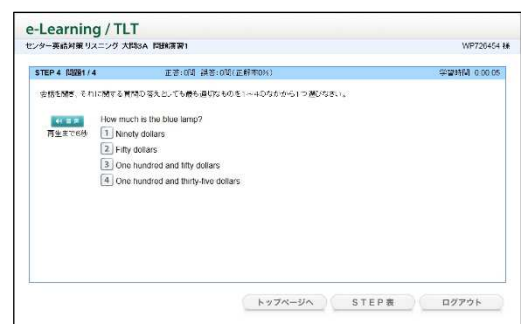 e-Learning / TLT
センター英語対策 リスニング 大問3A 問題演習1
WP726454 様
STEP 4 問題1 / 4
正答:0問 誤答:0問(正解率0%)
学習時間 0:00:05
会話を聞き、それに関する質問の答えとしても最も適切なものを1~4のなかから1つ選びなさい。
再生まで6秒
How much is the blue lamp?
1 Ninety dollars
2 Fifty dollars
3 One hundred and fifty dollars
4 One hundred and thirty-five dollars
トップページへ
STEP表
ログアウト